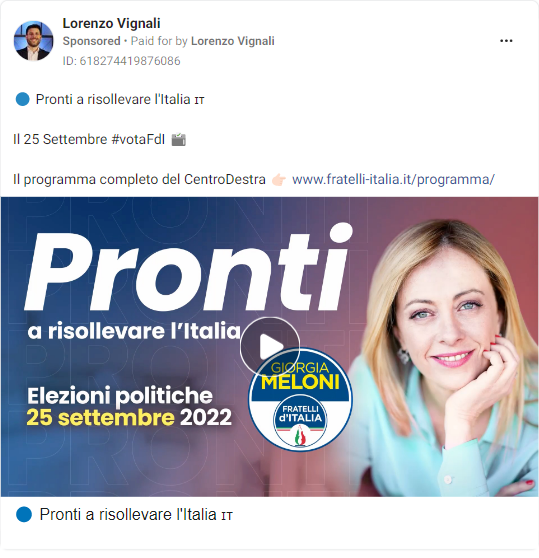 Lorenzo Vignali
Sponsored • Paid for by Lorenzo Vignali
ID: 618274419876086
🔵 Pronti a risollevare l'Italia IT
Il 25 Settembre #votaFdI 🗳
Il programma completo del CentroDestra 👉🏻 www.fratelli-italia.it/programma/
Pronti
a risollevare l'Italia
Elezioni politiche
25 settembre 2022
GIORGIA
MELONI
FRATELLI
d'ITALIA
🔵 Pronti a risollevare l'Italia IT